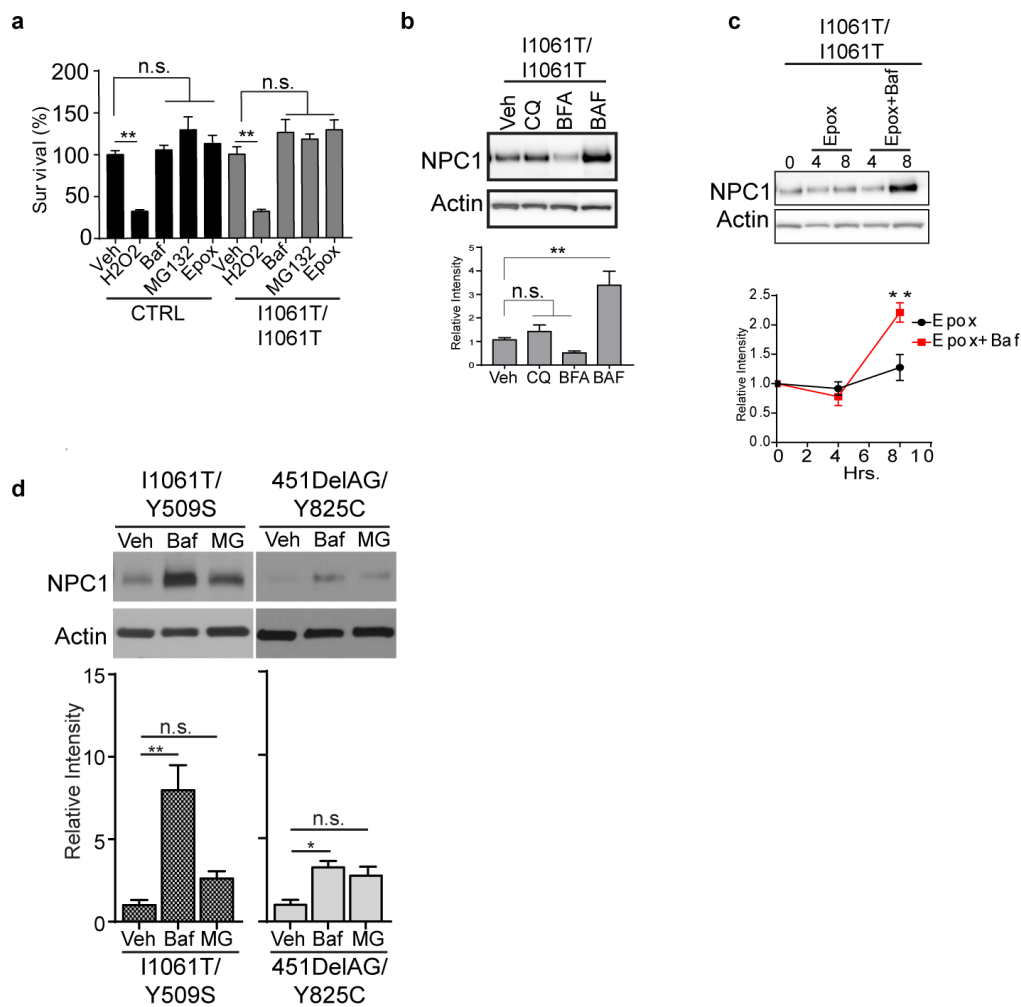 a
n.s.
n.s.
**
**
Survival (%)
200
150
100
50
0
Veh
H2O2
Baf
MG132
Epox
Veh
H2O2
Baf
MG132
Epox
CTRL
I1061T/
I1061T
b
I1061T/
I1061T
Veh
CQ
BFA
BAF
NPC1
Actin
Relative Intensity
5
4
3
2
1
0
**
n.s.
Veh
CQ
BFA
BAF
c
I1061T/
I1061T
Epox
Epox+Baf
0 4 8 4 8
NPC1
Actin
Relative Intensity
2.5
2.0
1.5
1.0
0.5
0.0
**
Epox
Epox+Baf
0 2 4 6 8 10
Hrs.
d
I1061T/
Y509S
451DelAG/
Y825C
Veh Baf MG
Veh Baf MG
NPC1
Actin
Relative Intensity
15
10
5
0
n.s.
**
n.s.
*
Veh Baf MG
Veh Baf MG
I1061T/
Y509S
451DelAG/
Y825C